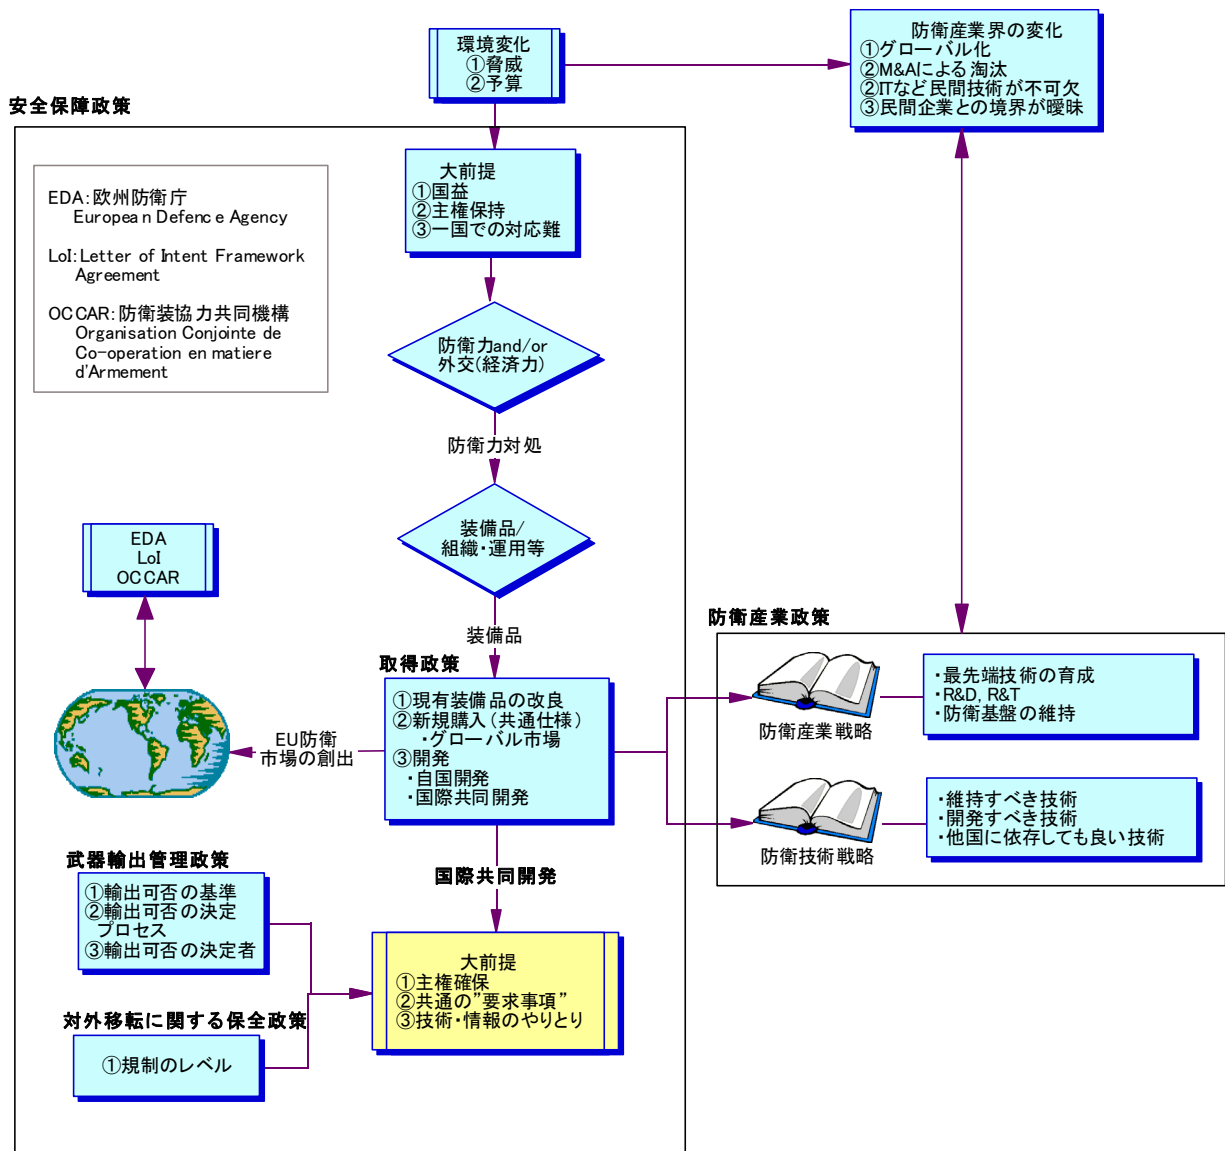 環境変化
①脅威
②予算
防衛産業界の変化
①グローバル化
②M&Aによる淘汰
②ITなど民間技術が不可欠
③民間企業との境界が曖昧
安全保障政策
EDA:欧州防衛庁
European Defence Agency
LoI:Letter of Intent Framework
Agreement
OCCAR:防衛装協力共同機構
Organisation Conjointe de
Co-operation en matiere
d'Armement
大前提
①国益
②主権保持
③一国での対応難
防衛力and/or
外交(経済力)
防衛力対処
装備品/
組織・運用等
EDA
LoI
OCCAR
装備品
取得政策
①現有装備品の改良
②新規購入(共通仕様)
・グローバル市場
③開発
・自国開発
・国際共同開発
EU防衛
市場の創出
防衛産業政策
防衛産業戦略
・最先端技術の育成
・R&D, R&T
・防衛基盤の維持
防衛技術戦略
・維持すべき技術
・開発すべき技術
・他国に依存しても良い技術
武器輸出管理政策
①輸出可否の基準
②輸出可否の決定
プロセス
③輸出可否の決定者
国際共同開発
大前提
①主権確保
②共通の”要求事項”
③技術・情報のやりとり
対外移転に関する保全政策
①規制のレベル